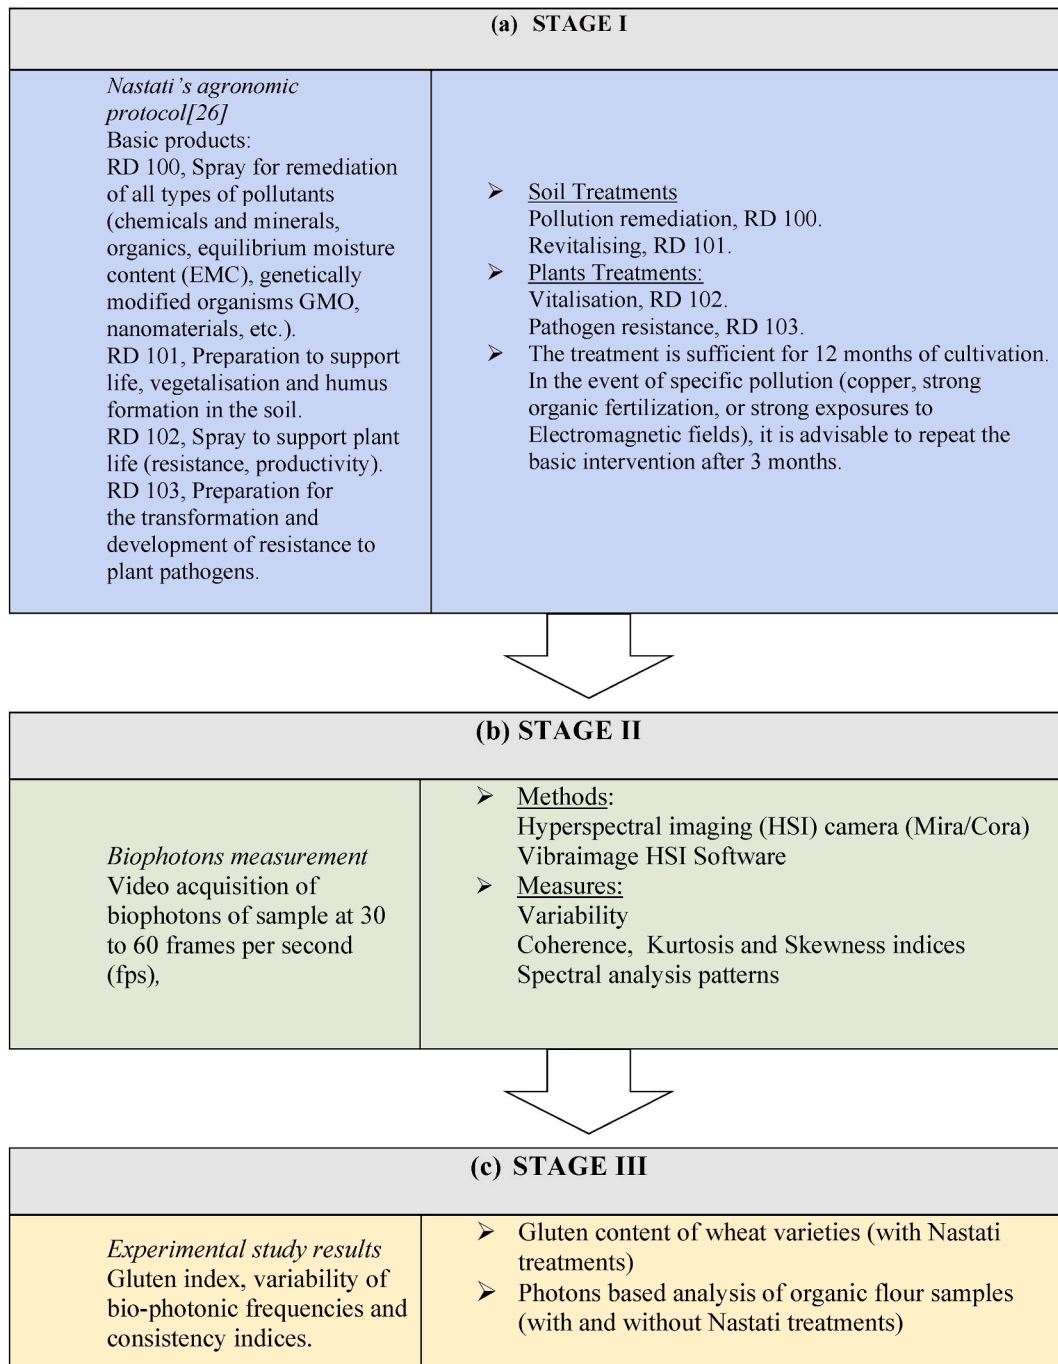 (a) STAGE I
Nastati's agronomic
protocol[26]
Basic products:
RD 100, Spray for remediation
of all types of pollutants
(chemicals and minerals,
organics, equilibrium moisture
content (EMC), genetically
modified organisms GMO,
nanomaterials, etc.).
RD 101, Preparation to support
life, vegetalisation and humus
formation in the soil.
RD 102, Spray to support plant
life (resistance, productivity).
RD 103, Preparation for
the transformation and
development of resistance to
plant pathogens.
➤ Soil Treatments
Pollution remediation, RD 100.
Revitalising, RD 101.
➤ Plants Treatments:
Vitalisation, RD 102.
Pathogen resistance, RD 103.
➤ The treatment is sufficient for 12 months of cultivation.
In the event of specific pollution (copper, strong
organic fertilization, or strong exposures to
Electromagnetic fields), it is advisable to repeat the
basic intervention after 3 months.
(b) STAGE II
Biophotons measurement
Video acquisition of
biophotons of sample at 30
to 60 frames per second
(fps),
➤ Methods:
Hyperspectral imaging (HSI) camera (Mira/Cora)
Vibraimage HSI Software
➤ Measures:
Variability
Coherence, Kurtosis and Skewness indices
Spectral analysis patterns
(c) STAGE III
Experimental study results
Gluten index, variability of
bio-photonic frequencies and
consistency indices.
➤ Gluten content of wheat varieties (with Nastati
treatments)
➤ Photons based analysis of organic flour samples
(with and without Nastati treatments)